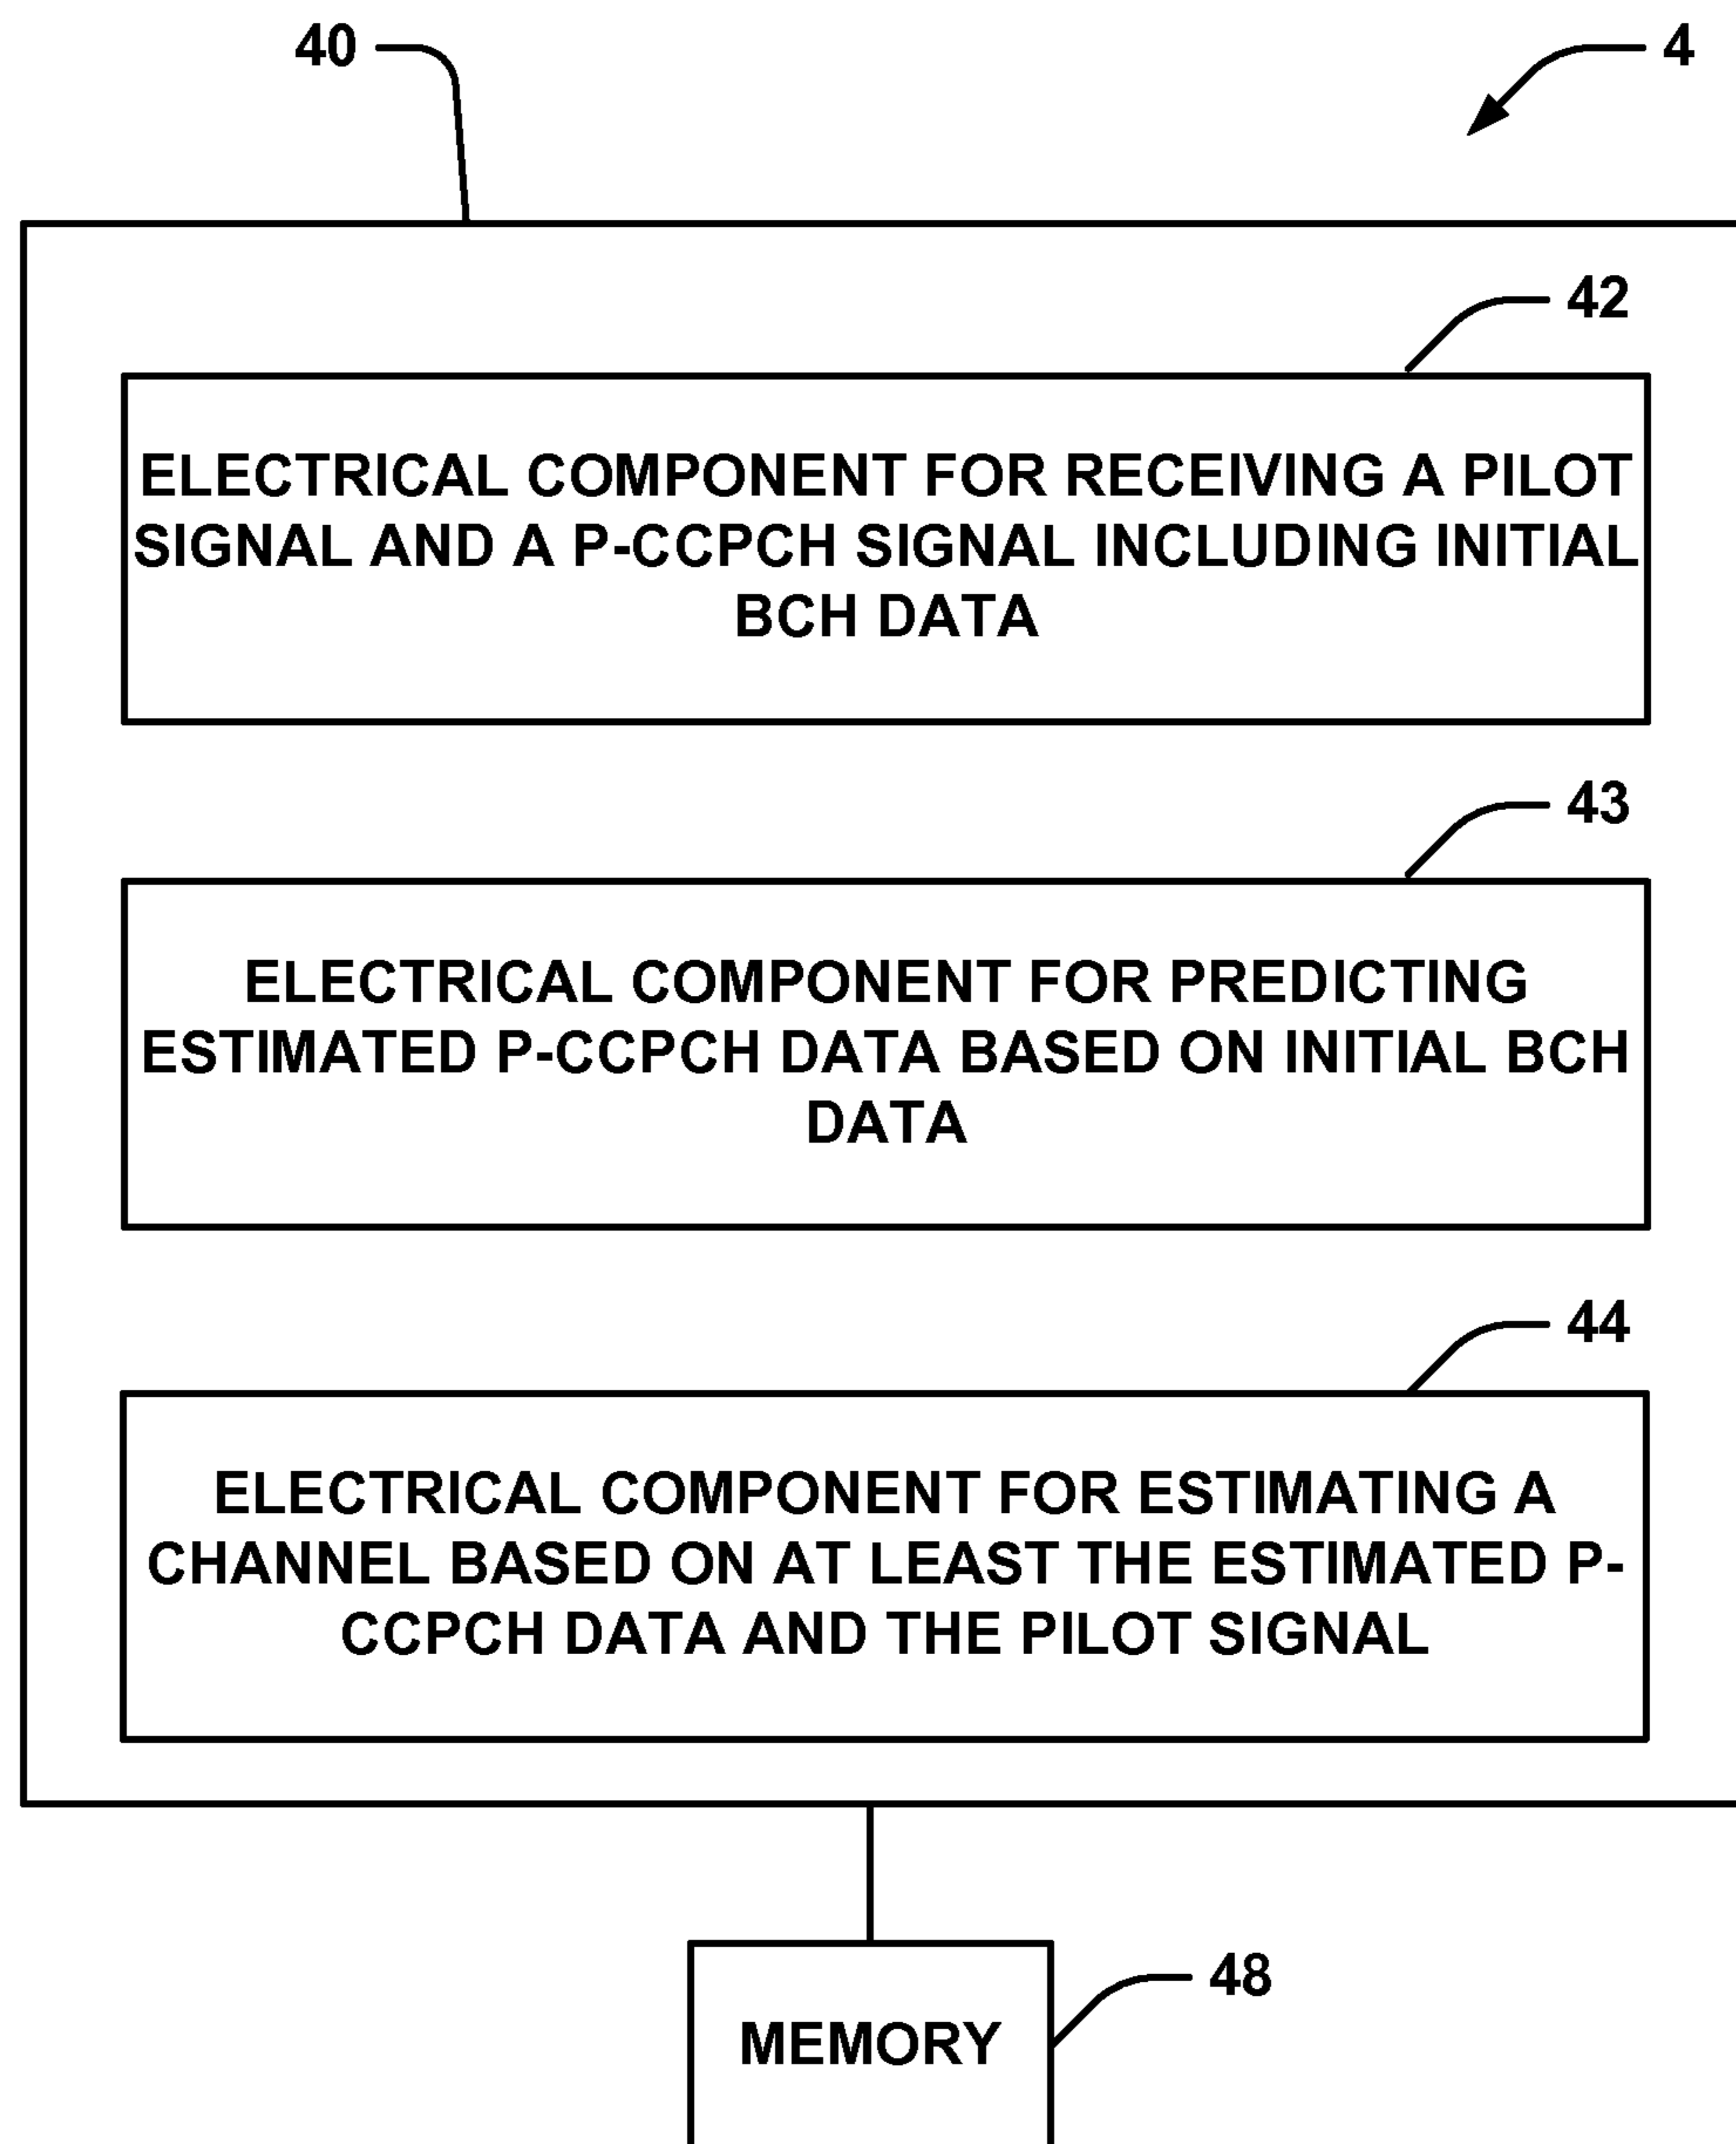 40
4
42
ELECTRICAL COMPONENT FOR RECEIVING A PILOT
SIGNAL AND A P-CCPCH SIGNAL INCLUDING INITIAL
BCH DATA
43
ELECTRICAL COMPONENT FOR PREDICTING
ESTIMATED P-CCPCH DATA BASED ON INITIAL BCH
DATA
44
ELECTRICAL COMPONENT FOR ESTIMATING A
CHANNEL BASED ON AT LEAST THE ESTIMATED P-
CCPCH DATA AND THE PILOT SIGNAL
48
MEMORY